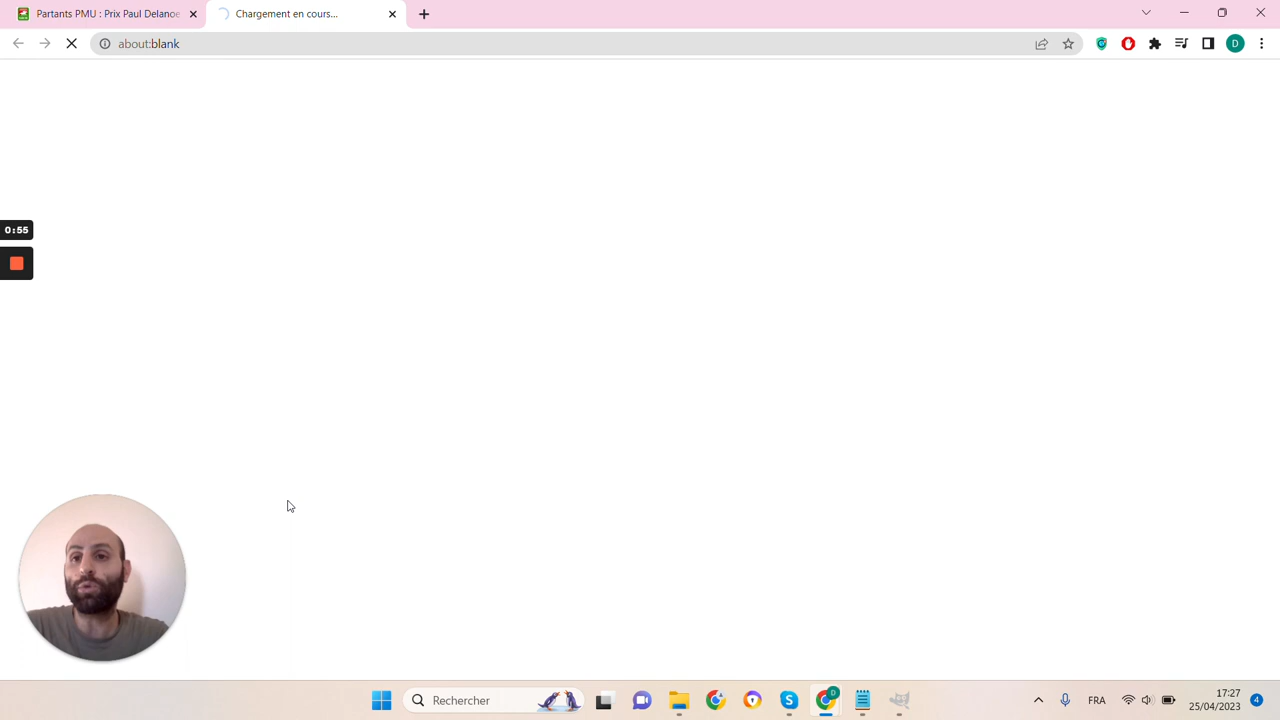 Partants PMU : Prix Paul Delanoe
Chargement en cours...
about:blank
D
0:55
Rechercher
D
FRA
17:27
25/04/2023
4